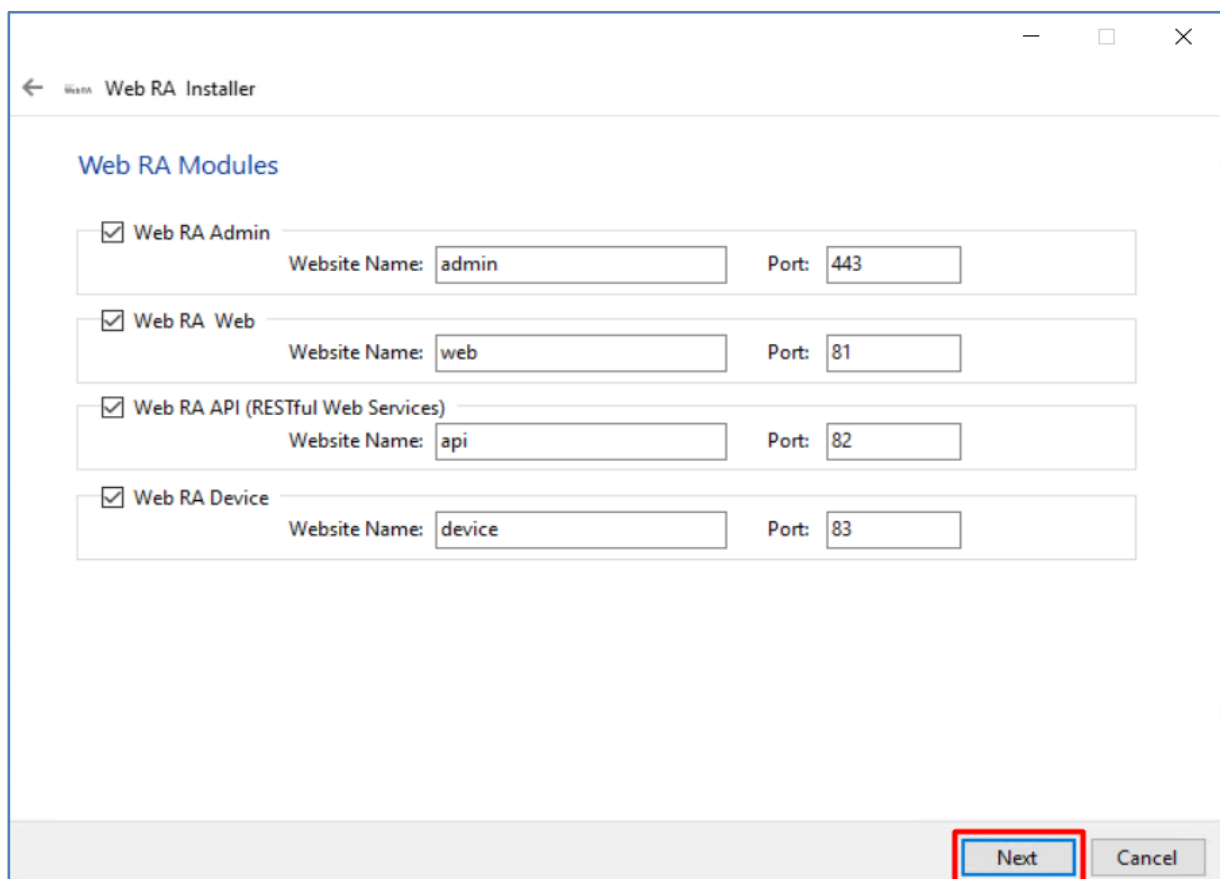 Web RA Installer
Web RA Modules
Web RA Admin
Website Name: admin Port: 443
Web RA Web
Website Name: web Port: 81
Web RA API (RESTful Web Services)
Website Name: api Port: 82
Web RA Device
Website Name: device Port: 83
Next Cancel